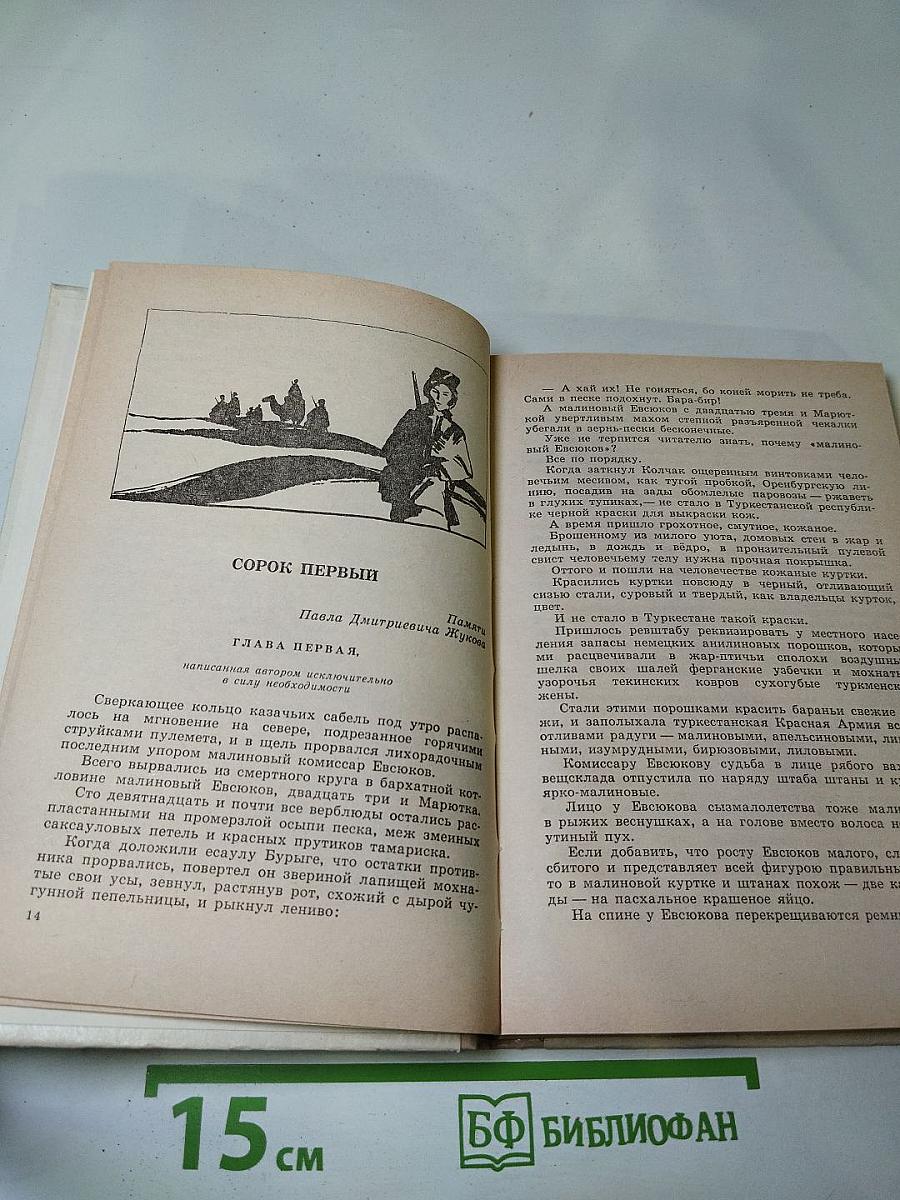 СОРОК ПЕРВЫЙ
Памяти
Павла Дмитриевича Жукова
ГЛАВА ПЕРВАЯ,
написанная автором исключительно
в силу необходимости
Сверкающее кольцо казачьих сабель под утро распа-
лось на мгновение на севере, подрезанное горячими
струйками пулемета, и в щель прорвался лихорадочным
последним упором малиновый комиссар Евсюков.
Всего вырвались из смертного круга в бархатной кот-
ловине малиновый Евсюков, двадцать три и Марютка.
Сто девятнадцать и почти все верблюды остались рас-
пластанными на промерзлой осыпи песка, меж зменных
саксауловых петель и красных прутиков тамариска.
Когда доложили есаулу Бурыге, что остатки против-
ника прорвались, повертел он звериной лапищей мохна-
тые свои усы, зевнул, растянув рот, схожий с дырой чу-
гунной пепельницы, и рыкнул лениво:
14
— А хай их! Не гоняться, бо коней морить не треба.
Сами в песке подохнут. Бара-бир!
А малиновый Евсюков с двадцатью тремя и Марют-
кой увертливым махом степной разъяренной чекалки
убегали в зернь-пески бесконечные.
Уже не терпится читателю знать, почему «малино-
вый Евсюков»?
Все по порядку.
Когда заткнул Колчак ощеренным винтовками чело-
вечьим месивом, как тугой пробкой, Оренбургскую ли-
нию, посадив на зады обомлелые паровозы — ржаветь
в глухих тупиках,— не стало в Туркестанской республи-
ке черной краски для выкраски кож.
А время пришло грохотное, смутное, кожаное.
Брошенному из милого уюта, домовых стен в жар и
ледынь, в дождь и вёдро, в пронзительный пулевой
свист человечьему телу нужна прочная покрышка.
Оттого и пошли на человечестве кожаные куртки.
Красились куртки повсюду в черный, отливающий
сизью стали, суровый и твердый, как владельцы курток,
цвет.
И не стало в Туркестане такой краски.
Пришлось ревштабу реквизировать у местного насе-
ления запасы немецких анилиновых порошков, которы
ми расцвечивали в жар-птичьи сполохи воздушны
шелка своих шалей ферганские узбечки и мохнаты
узорочья текинских ковров сухогубые туркменск
жены.
Стали этими порошками красить бараньи свежие
жи, и заполыхала туркестанская Красная Армия вс
отливами радуги — малиновыми, апельсиновыми, ли
ными, изумрудными, бирюзовыми, лиловыми.
Комиссару Евсюкову судьба в лице рябого вах
вещсклада отпустила по наряду штаба штаны и ку
ярко-малиновые.
Лицо у Евсюкова сызмалолетства тоже мали
в рыжих веснушках, а на голове вместо волоса не
утиный пух.
Если добавить, что росту Евсюков малого, сл
сбитого и представляет всей фигурою правильны
то в малиновой куртке и штанах похож — две ка
ды — на пасхальное крашеное яйцо.
На спине у Евсюкова перекрещиваются ремн
15 см
БФ БИБЛИОФАН